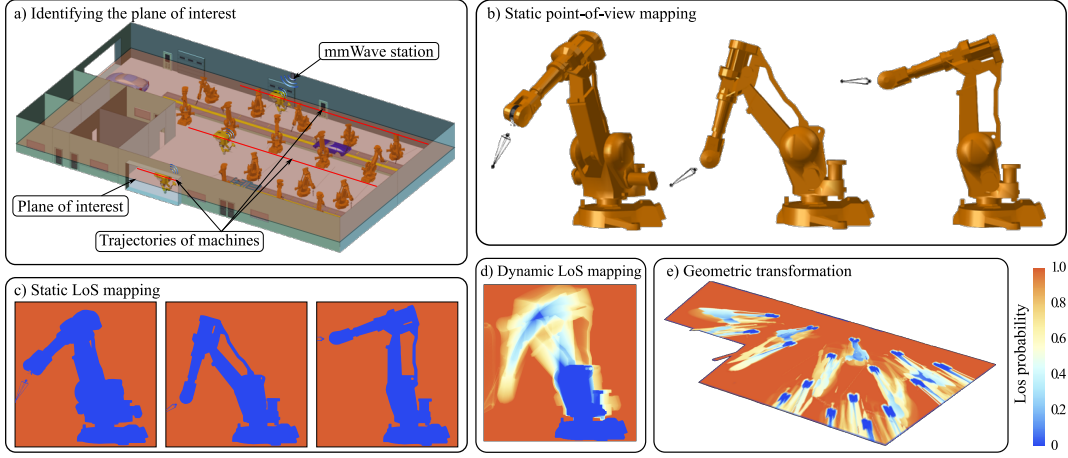 a) Identifying the plane of interest
mmWave station
Plane of interest
Trajectories of machines
b) Static point-of-view mapping
c) Static LoS mapping
d) Dynamic LoS mapping
e) Geometric transformation
1.0
0.8
0.6
0.4
0.2
0
Los probability